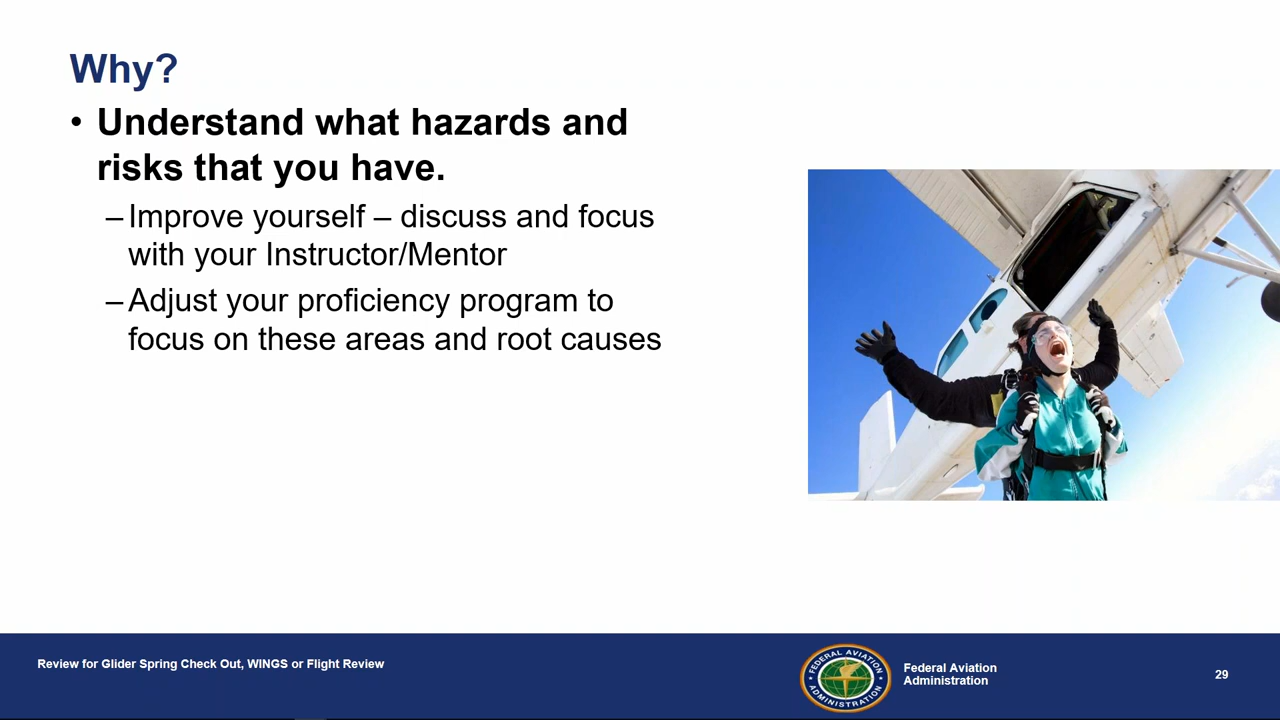 Why?
• Understand what hazards and
risks that you have.
– Improve yourself – discuss and focus
with your Instructor/Mentor
– Adjust your proficiency program to
focus on these areas and root causes
Review for Glider Spring Check Out, WINGS or Flight Review
FEDERAL AVIATION
ADMINISTRATION
Federal Aviation
Administration
29